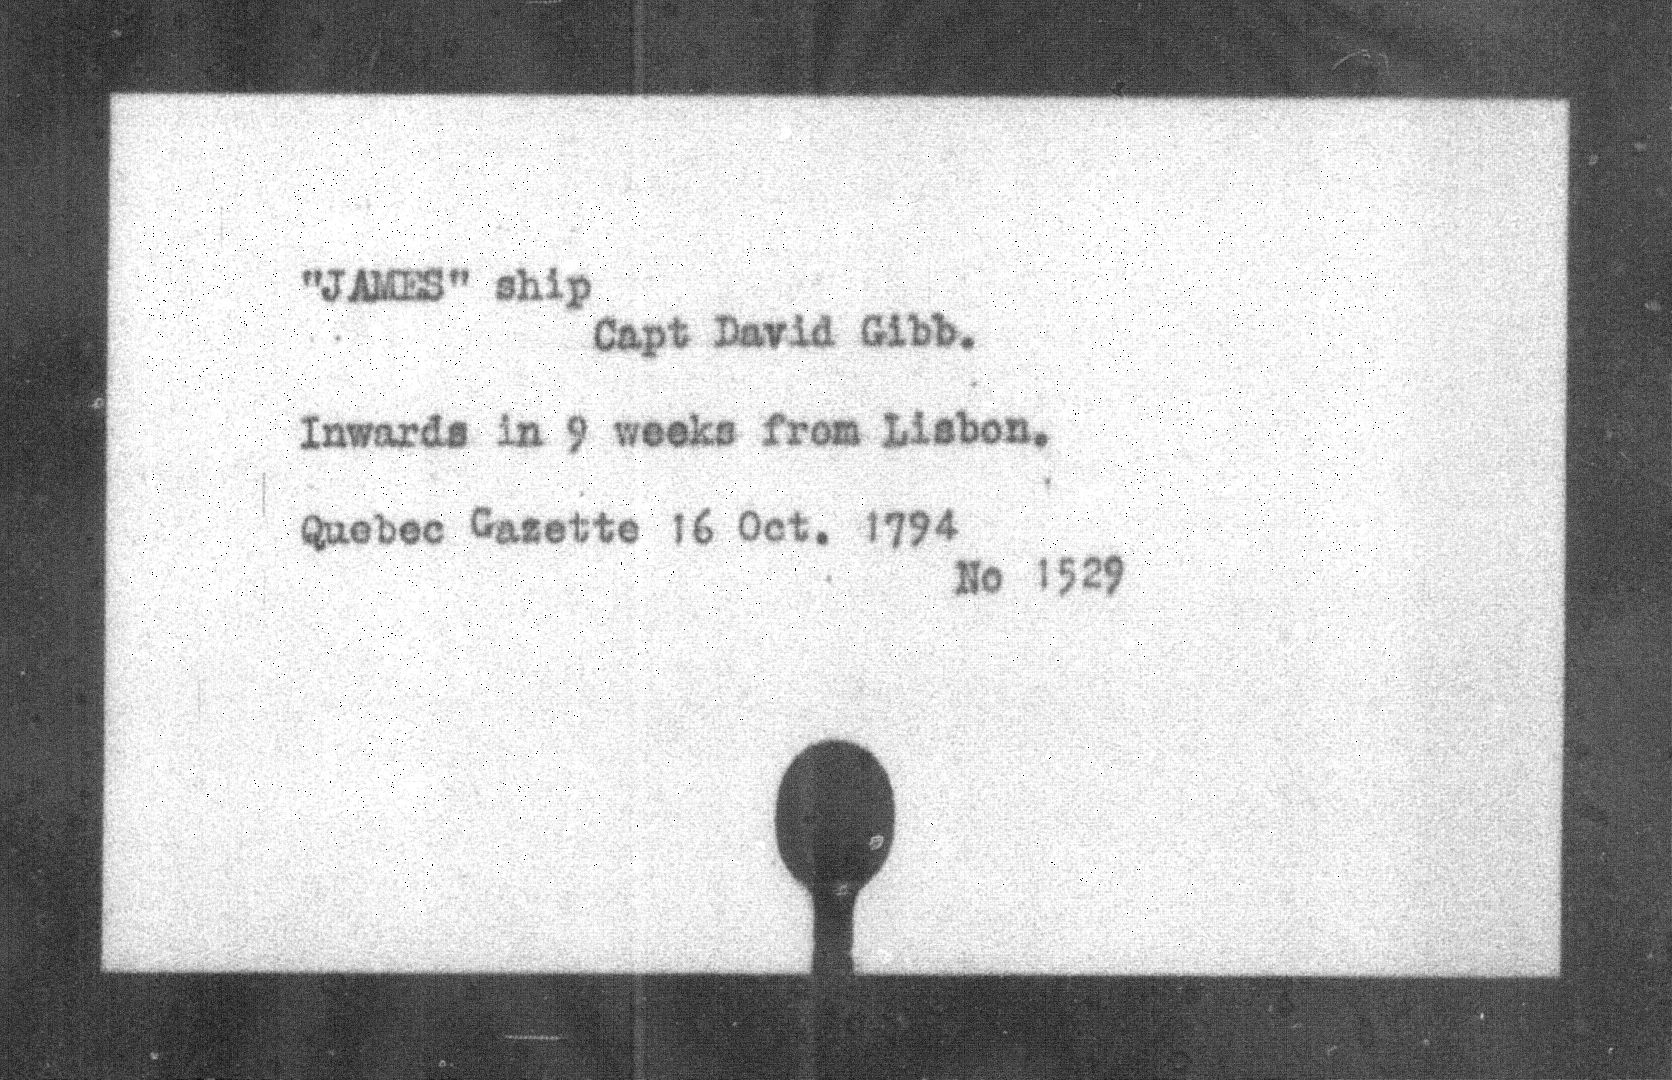 "JAMES" ship
Capt David Gibb.
Inwards in 9 weeks from Lisbon.
Quebec Gazette 16 Oct. 1794
No 1529